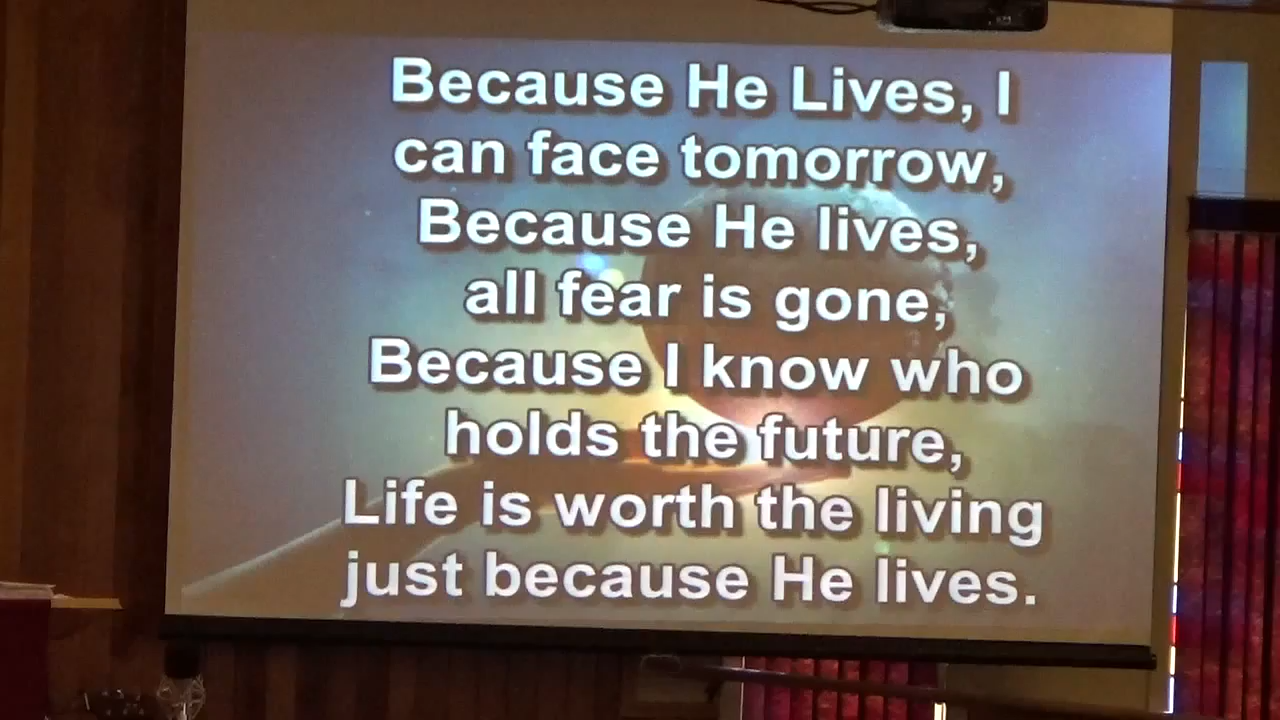 Because He Lives, I
can face tomorrow,
Because He lives,
all fear is gone,
Because I know who
holds the future,
Life is worth the living
just because He lives.